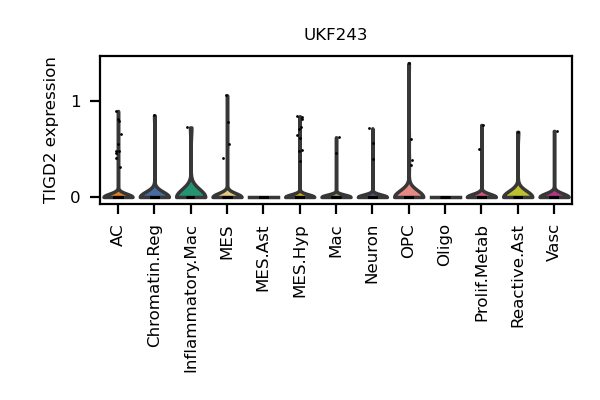 UKF243
TIGD2 expression
1
0
AC
Chromatin.Reg
Inflammatory.Mac
MES
MES.Ast
MES.Hyp
Mac
Neuron
OPC
Oligo
Prolif.Metab
Reactive.Ast
Vasc